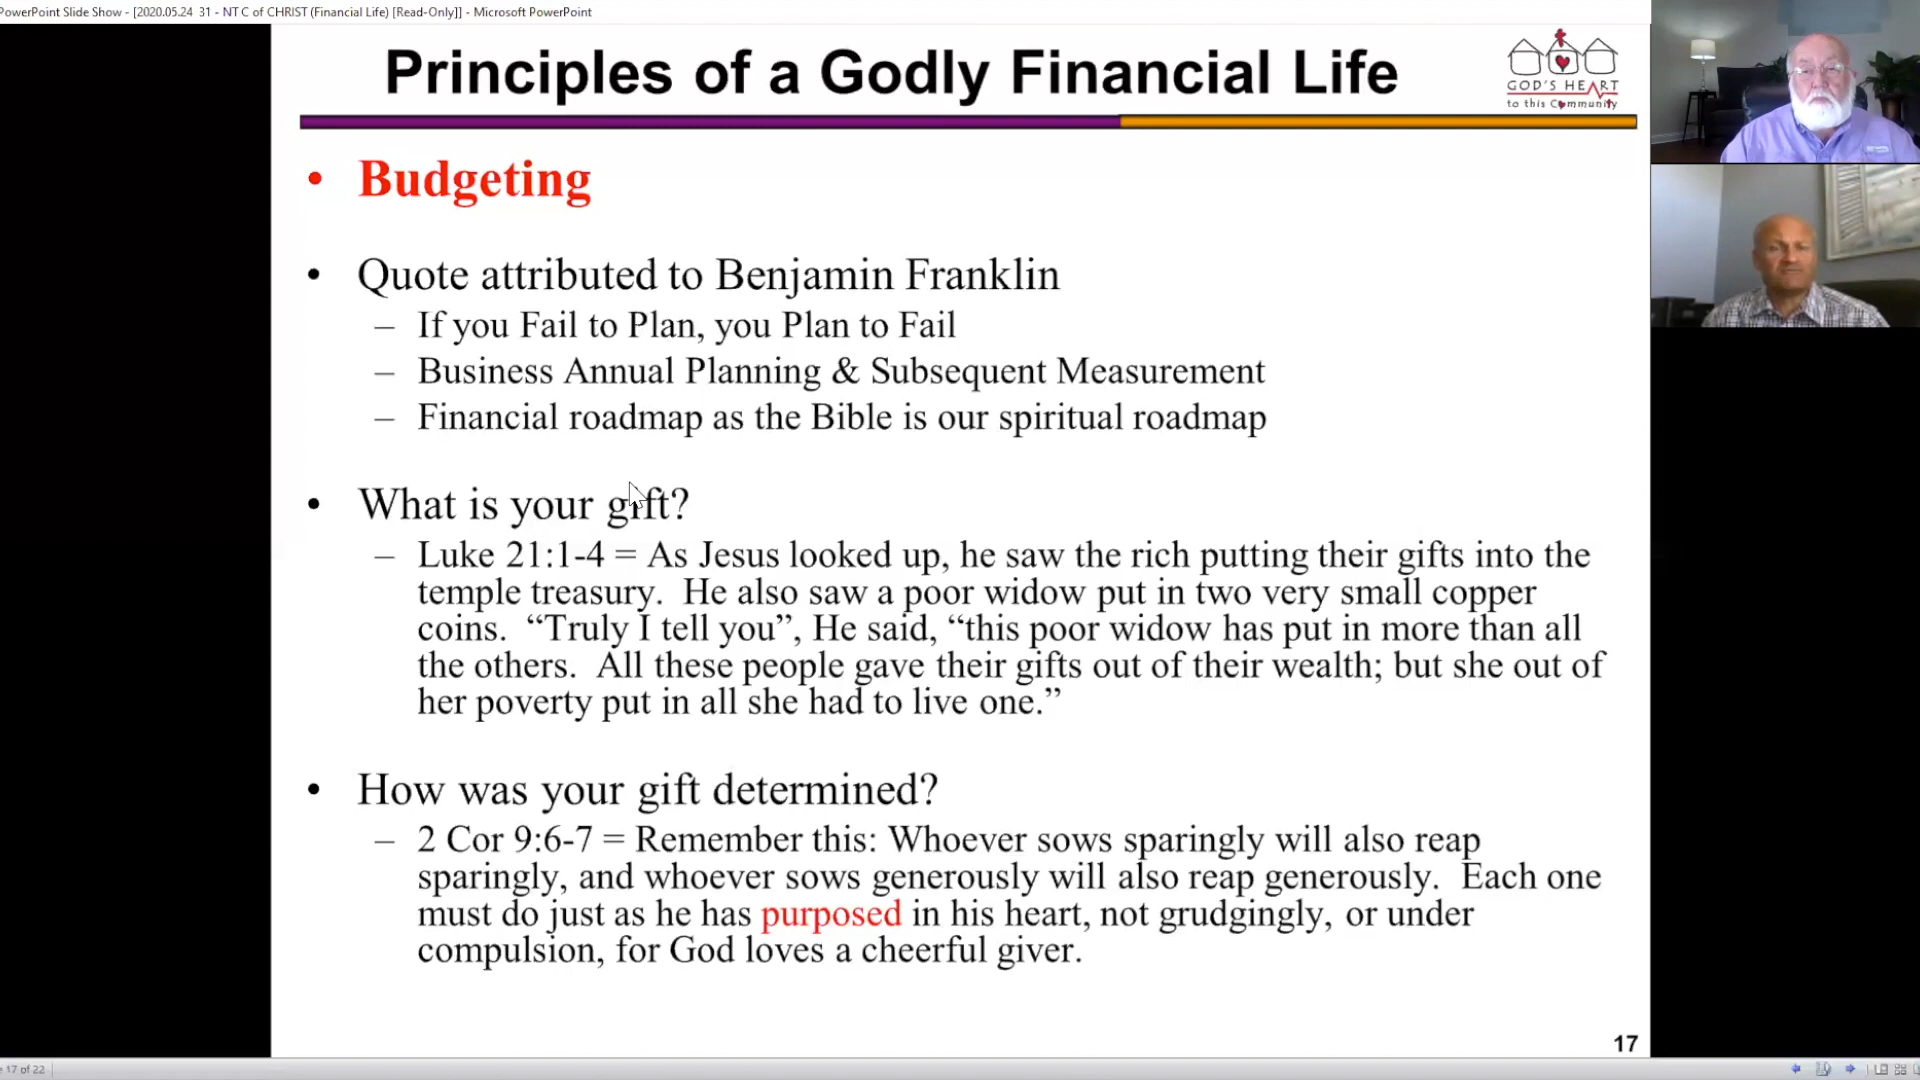 PowerPoint Slide Show - [2020.05.24 31 - NT C of CHRIST (Financial Life) [Read-Only]] - Microsoft PowerPoint
Principles of a Godly Financial Life
GOD'S HEART
to this Community
• Budgeting
• Quote attributed to Benjamin Franklin
– If you Fail to Plan, you Plan to Fail
– Business Annual Planning & Subsequent Measurement
– Financial roadmap as the Bible is our spiritual roadmap
• What is your gift?
– Luke 21:1-4 = As Jesus looked up, he saw the rich putting their gifts into the
temple treasury.  He also saw a poor widow put in two very small copper
coins.  “Truly I tell you”, He said, “this poor widow has put in more than all
the others.  All these people gave their gifts out of their wealth; but she out of
her poverty put in all she had to live one.”
• How was your gift determined?
– 2 Cor 9:6-7 = Remember this: Whoever sows sparingly will also reap
sparingly, and whoever sows generously will also reap generously.  Each one
must do just as he has purposed in his heart, not grudgingly, or under
compulsion, for God loves a cheerful giver.
17
17 of 22